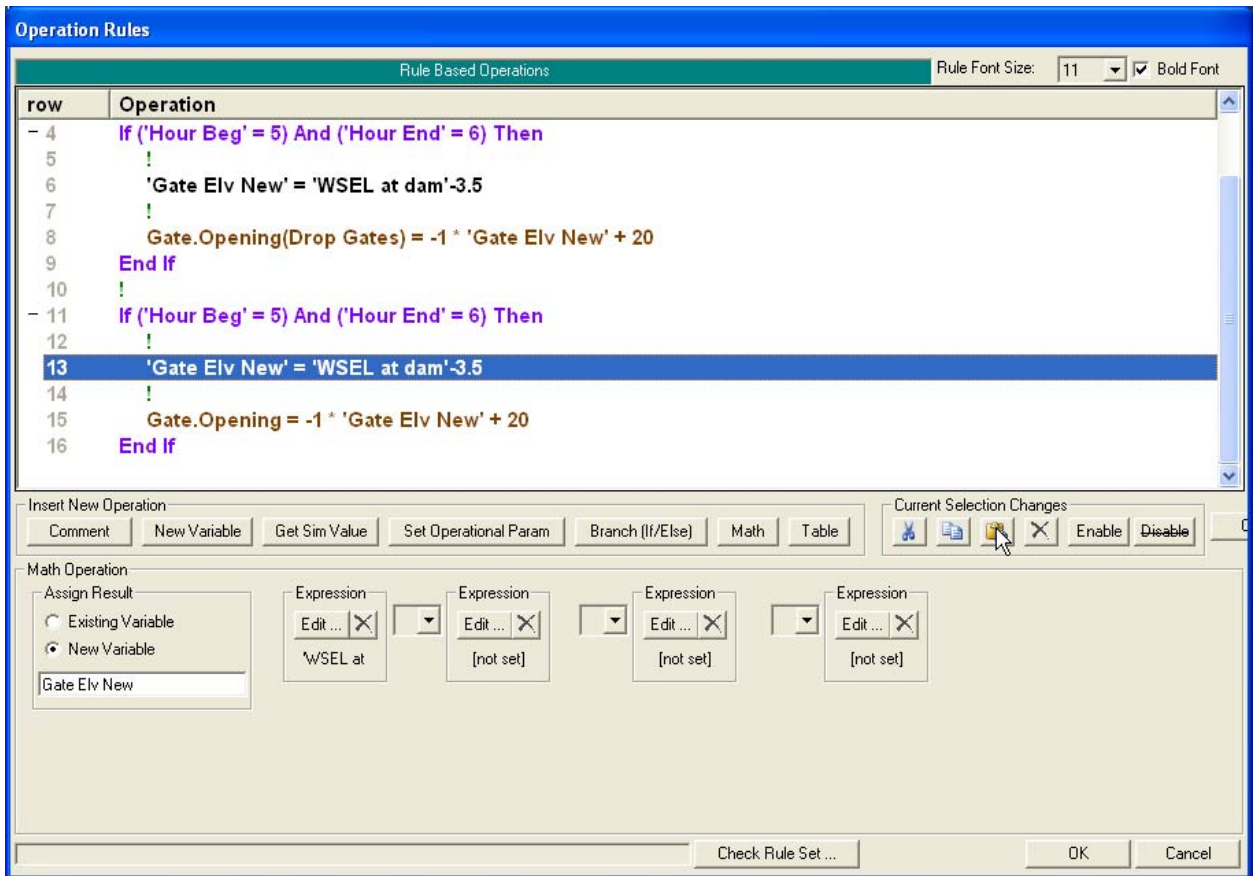 Operation Rules
Rule Based Operations Rule Font Size: 11 Bold Font
row Operation
− 4 If ('Hour Beg' = 5) And ('Hour End' = 6) Then
5 !
6 'Gate Elv New' = 'WSEL at dam'-3.5
7 !
8 Gate.Opening(Drop Gates) = -1 * 'Gate Elv New' + 20
9 End If
10 !
− 11 If ('Hour Beg' = 5) And ('Hour End' = 6) Then
12 !
13 'Gate Elv New' = 'WSEL at dam'-3.5
14 !
15 Gate.Opening = -1 * 'Gate Elv New' + 20
16 End If
Insert New Operation Current Selection Changes
Comment New Variable Get Sim Value Set Operational Param Branch (If/Else) Math Table Enable Disable
Math Operation
Assign Result Expression Expression Expression Expression
Existing Variable Edit ... Edit ... Edit ... Edit ...
New Variable 'WSEL at [not set] [not set] [not set]
Gate Elv New
Check Rule Set ... OK Cancel